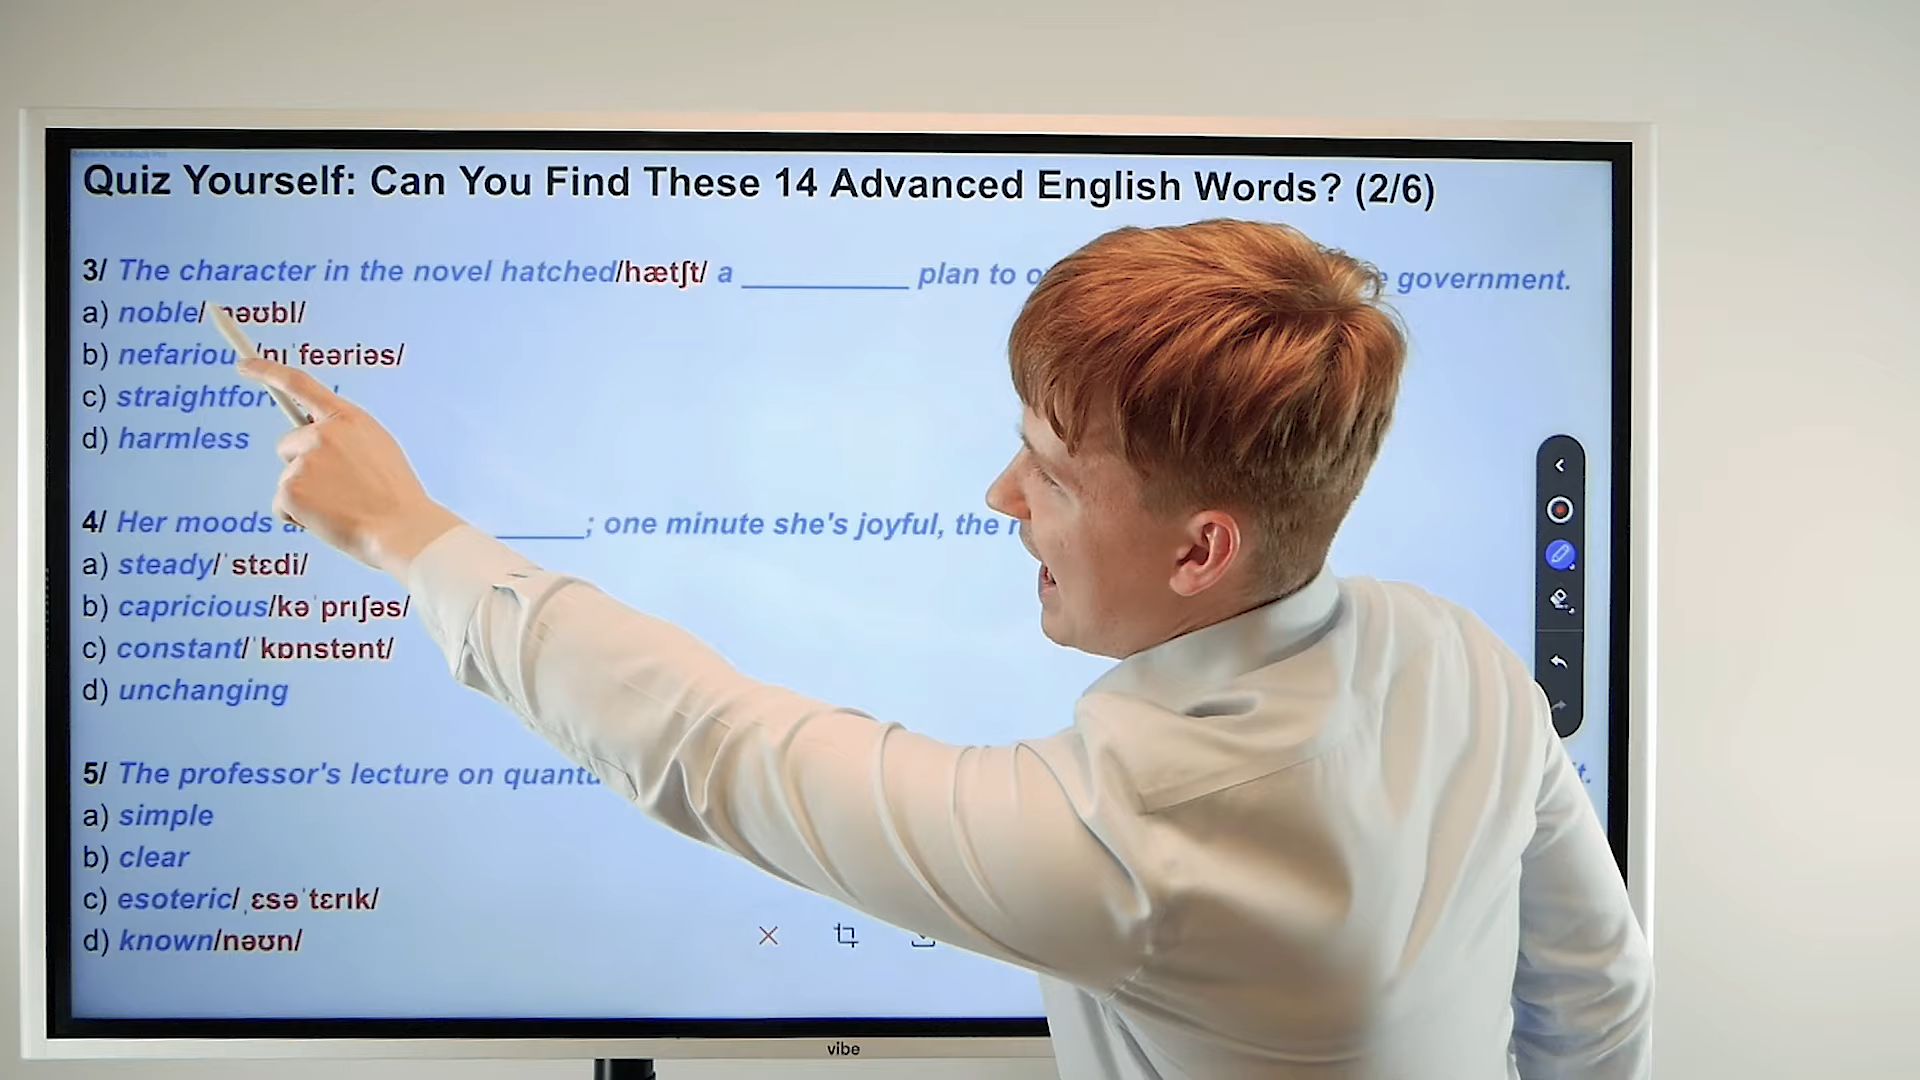 Quiz Yourself: Can You Find These 14 Advanced English Words? (2/6)
3/ The character in the novel hatched/hætʃt/ a __________ plan to government.
a) noble/ əʊbl/
b) nefariou /nɪˈfeəriəs/
c)
d) harmless
4/ Her moods ______; one minute she's joyful, the
a) steady/ˈstɛdi/
b) capricious/kəˈprɪʃəs/
c) constant/ˈkɒnstənt/
d) unchanging
5/ The professor's lecture on
a) simple
b) clear
c) esoteric/ˌɛsəˈtɛrɪk/
d) known/nəʊn/
vibe